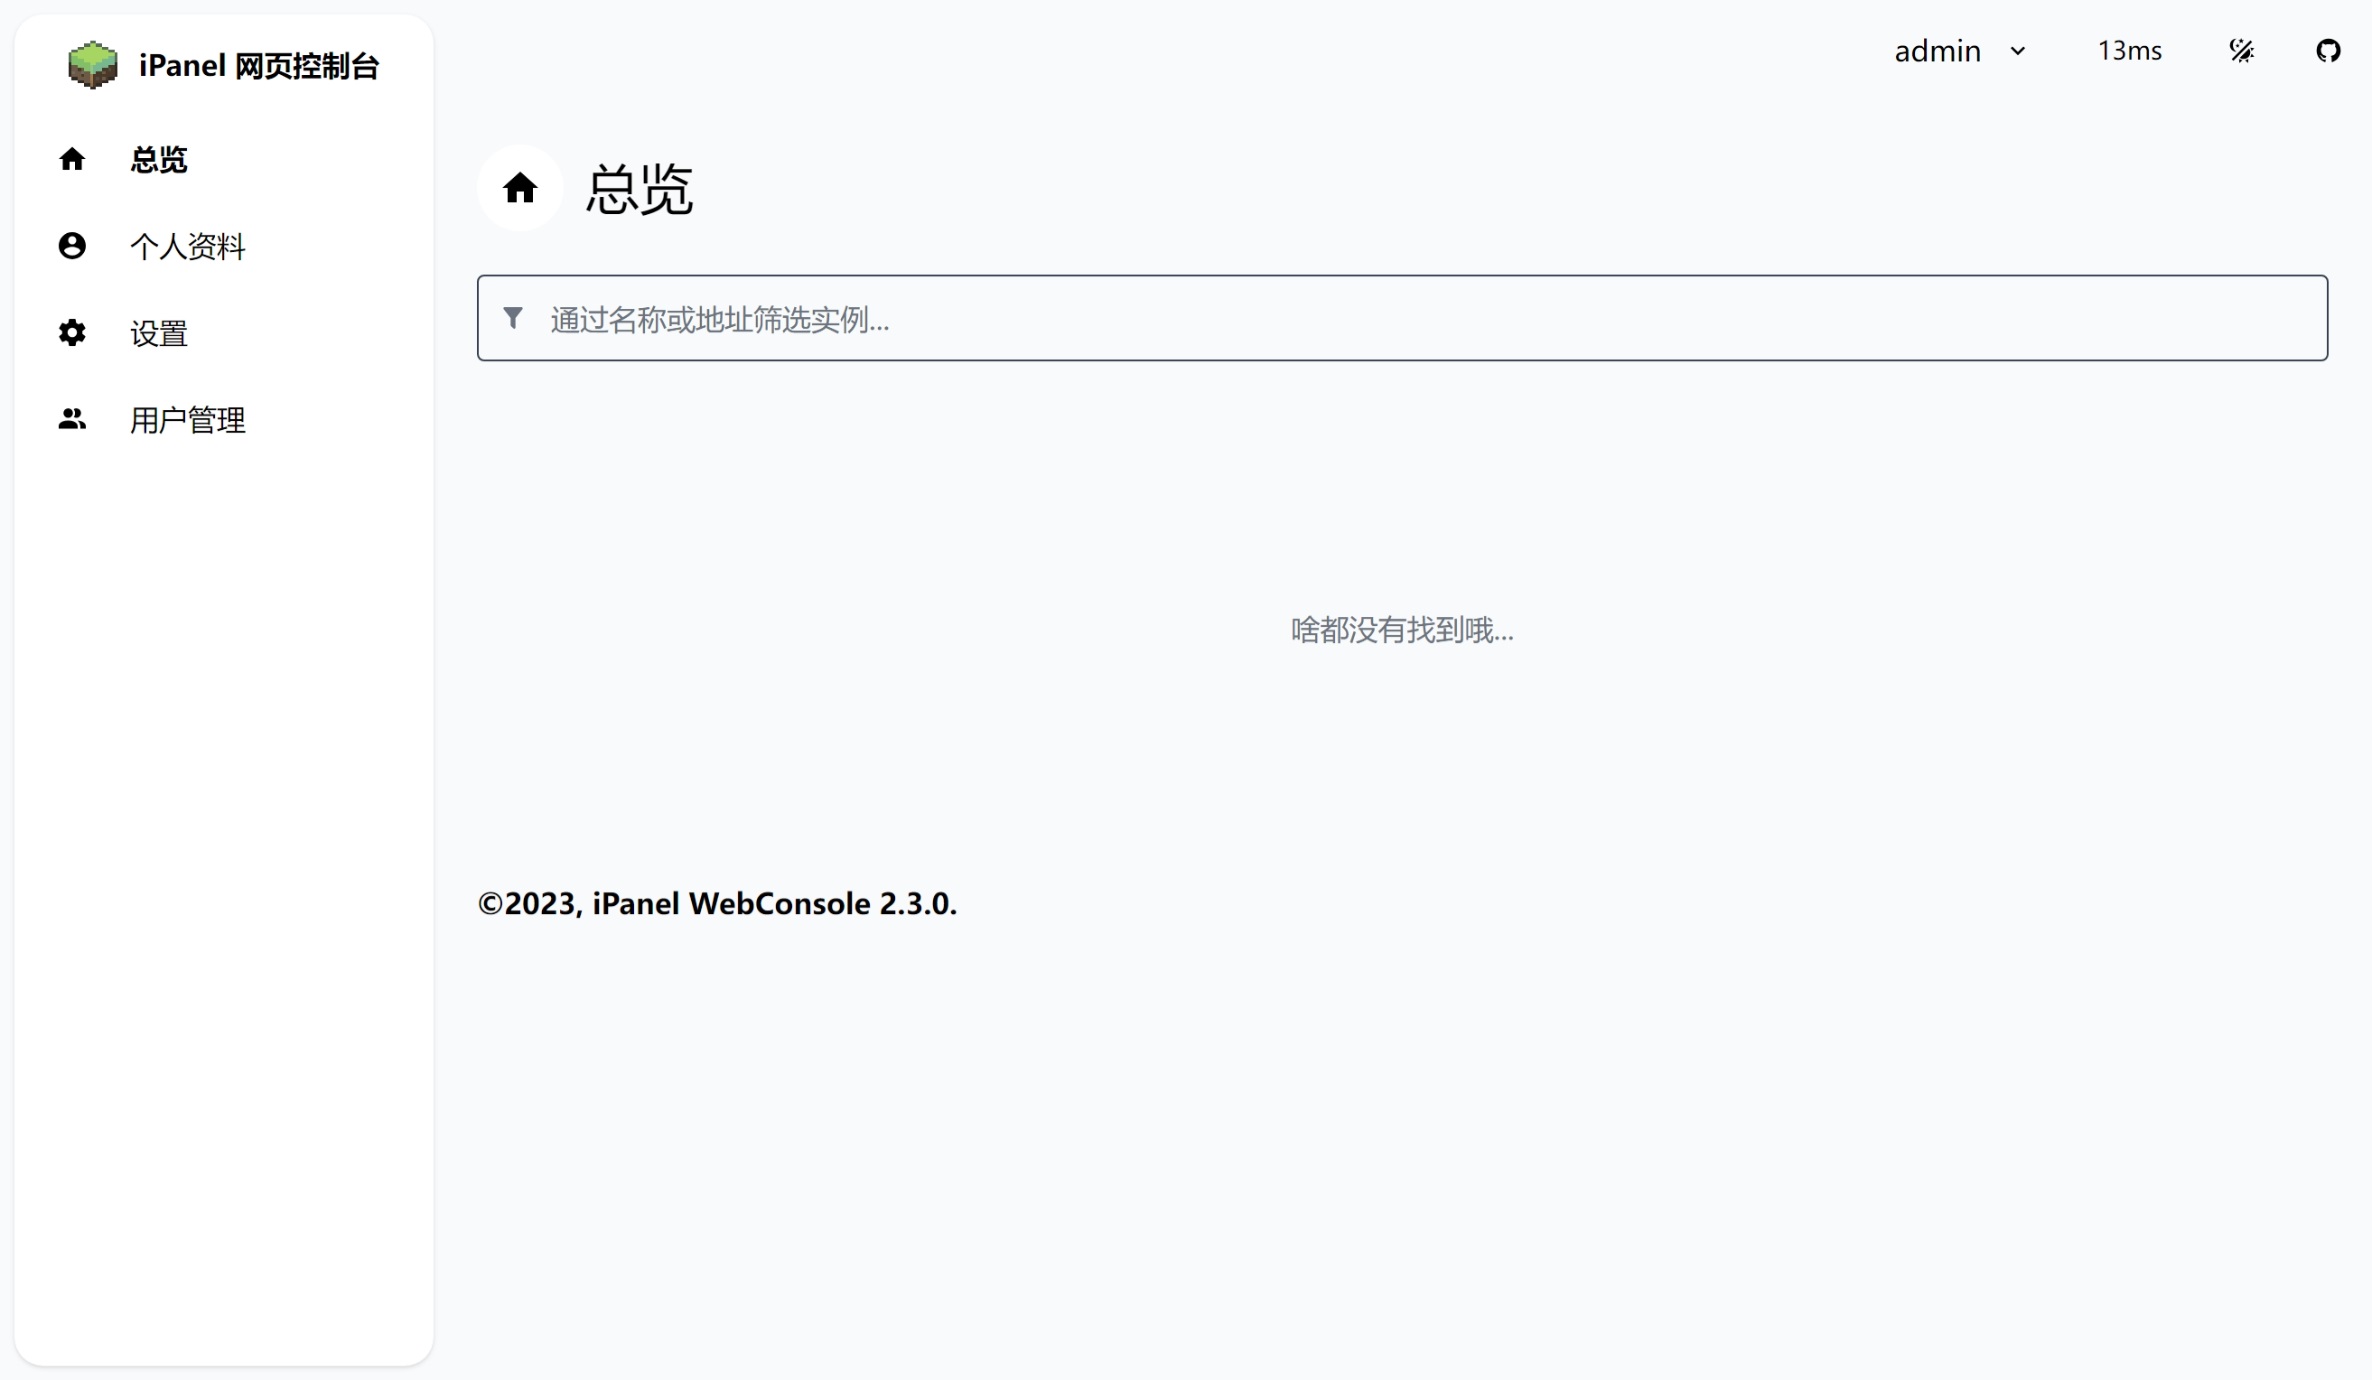 iPanel 网页控制台
总览
个人资料
设置
用户管理
admin
13ms
总览
通过名称或地址筛选实例...
啥都没有找到哦...
©2023, iPanel WebConsole 2.3.0.